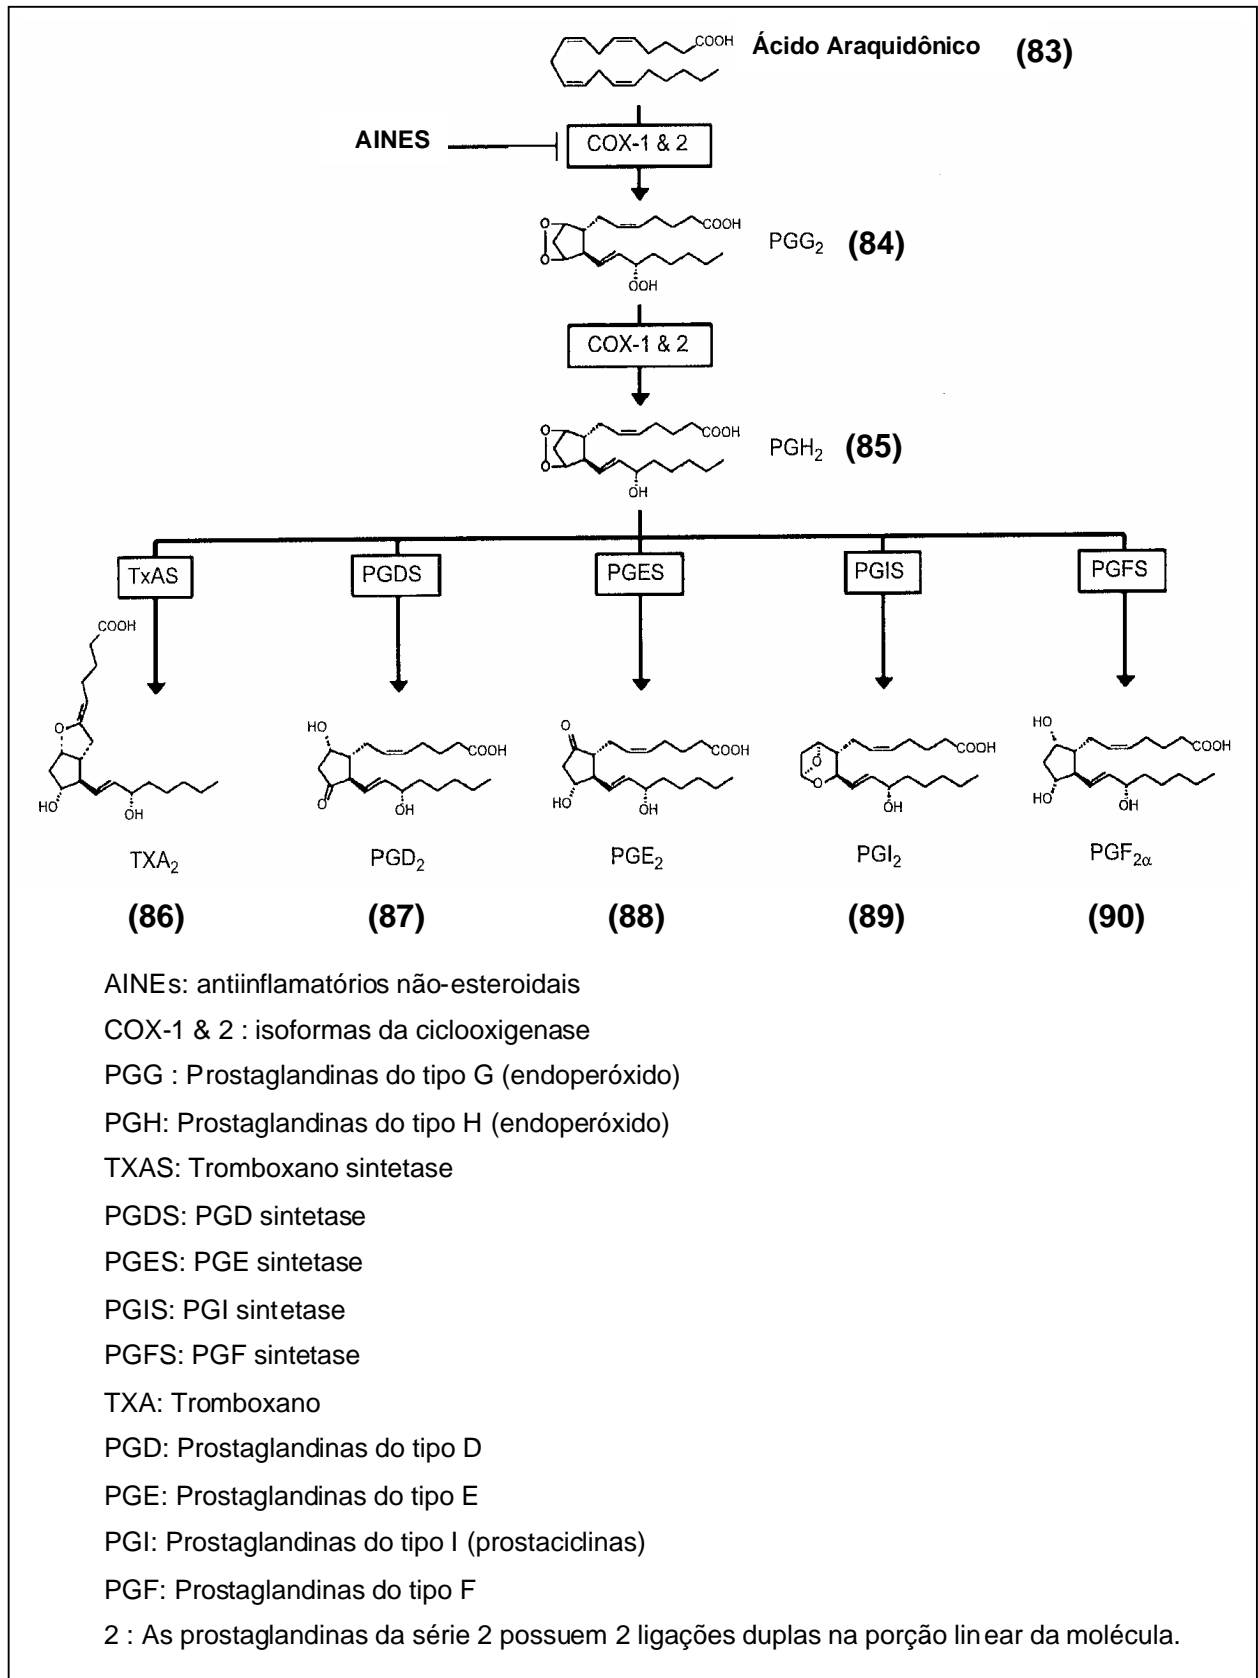 COOH Ácido Araquidônico (83)
AINES COX-1 & 2
O COOH
O OOH
PGG2 (84)
COX-1 & 2
O COOH
O OH
PGH2 (85)
TxAS PGDS PGES PGIS PGFS
COOH
O HO OH
HO COOH
O OH
O COOH
HO OH
O COOH
O OH
HO COOH
HO OH
TXA2 PGD2 PGE2 PGI2 PGF2α
(86) (87) (88) (89) (90)
AINEs: antiinflamatórios não-esteroidais
COX-1 & 2 : isoformas da ciclooxigenase
PGG : Prostaglandinas do tipo G (endoperóxido)
PGH: Prostaglandinas do tipo H (endoperóxido)
TXAS: Tromboxano sintetase
PGDS: PGD sintetase
PGES: PGE sintetase
PGIS: PGI sintetase
PGFS: PGF sintetase
TXA: Tromboxano
PGD: Prostaglandinas do tipo D
PGE: Prostaglandinas do tipo E
PGI: Prostaglandinas do tipo I (prostaciclinas)
PGF: Prostaglandinas do tipo F
2 : As prostaglandinas da série 2 possuem 2 ligações duplas na porção linear da molécula.